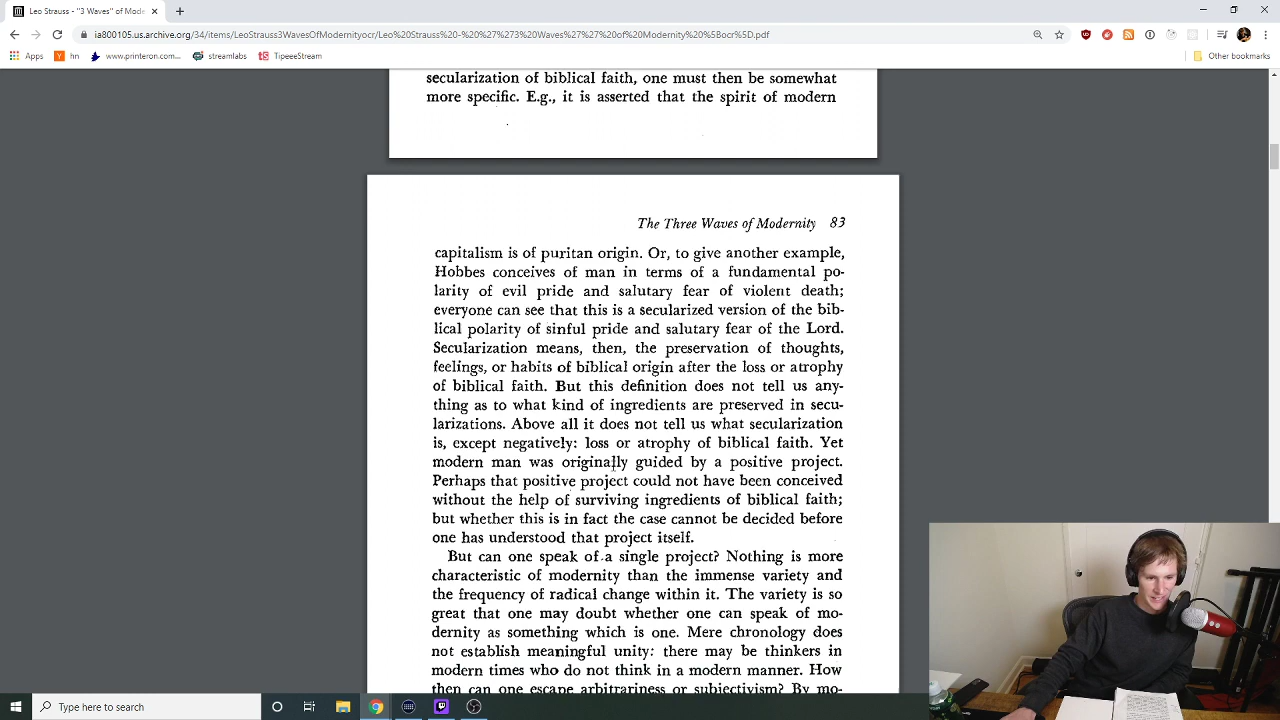 Leo Strauss - "3 Waves" of Mode
ia800105.us.archive.org/34/items/LeoStrauss3WavesOfModernityocr/Leo%20Strauss%20-%20%27%273%20Waves%27%27%20of%20Modernity%20%5Bocr%5D.pdf
Apps
hn
www.printeron.com...
streamlabs
TipeeeStream
Other bookmarks
secularization of biblical faith, one must then be somewhat
more specific. E.g., it is asserted that the spirit of modern
The Three Waves of Modernity 83
capitalism is of puritan origin. Or, to give another example,
Hobbes conceives of man in terms of a fundamental po-
larity of evil pride and salutary fear of violent death;
everyone can see that this is a secularized version of the bib-
lical polarity of sinful pride and salutary fear of the Lord.
Secularization means, then, the preservation of thoughts,
feelings, or habits of biblical origin after the loss or atrophy
of biblical faith. But this definition does not tell us any-
thing as to what kind of ingredients are preserved in secu-
larizations. Above all it does not tell us what secularization
is, except negatively: loss or atrophy of biblical faith. Yet
modern man was originally guided by a positive project.
Perhaps that positive project could not have been conceived
without the help of surviving ingredients of biblical faith;
but whether this is in fact the case cannot be decided before
one has understood that project itself.
But can one speak of a single project? Nothing is more
characteristic of modernity than the immense variety and
the frequency of radical change within it. The variety is so
great that one may doubt whether one can speak of mo-
dernity as something which is one. Mere chronology does
not establish meaningful unity: there may be thinkers in
modern times who do not think in a modern manner. How
then can one escape arbitrariness or subjectivism? By mo-
Type here to search